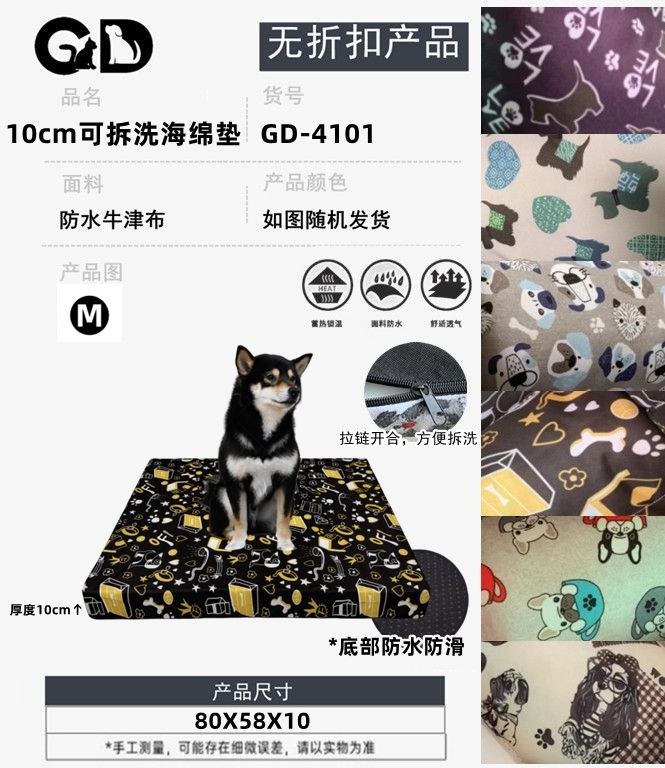 GD
无折扣产品
品名
货号
10cm可拆洗海绵垫
GD-4101
面料
产品颜色
防水牛津布
如图随机发货
产品图
M
HEAT
蓄热锁温
面料防水
舒适透气
拉链开合，方便拆洗
厚度10cm↑
*底部防水防滑
产品尺寸
80X58X10
*手工测量，可能存在细微误差，请以实物为准